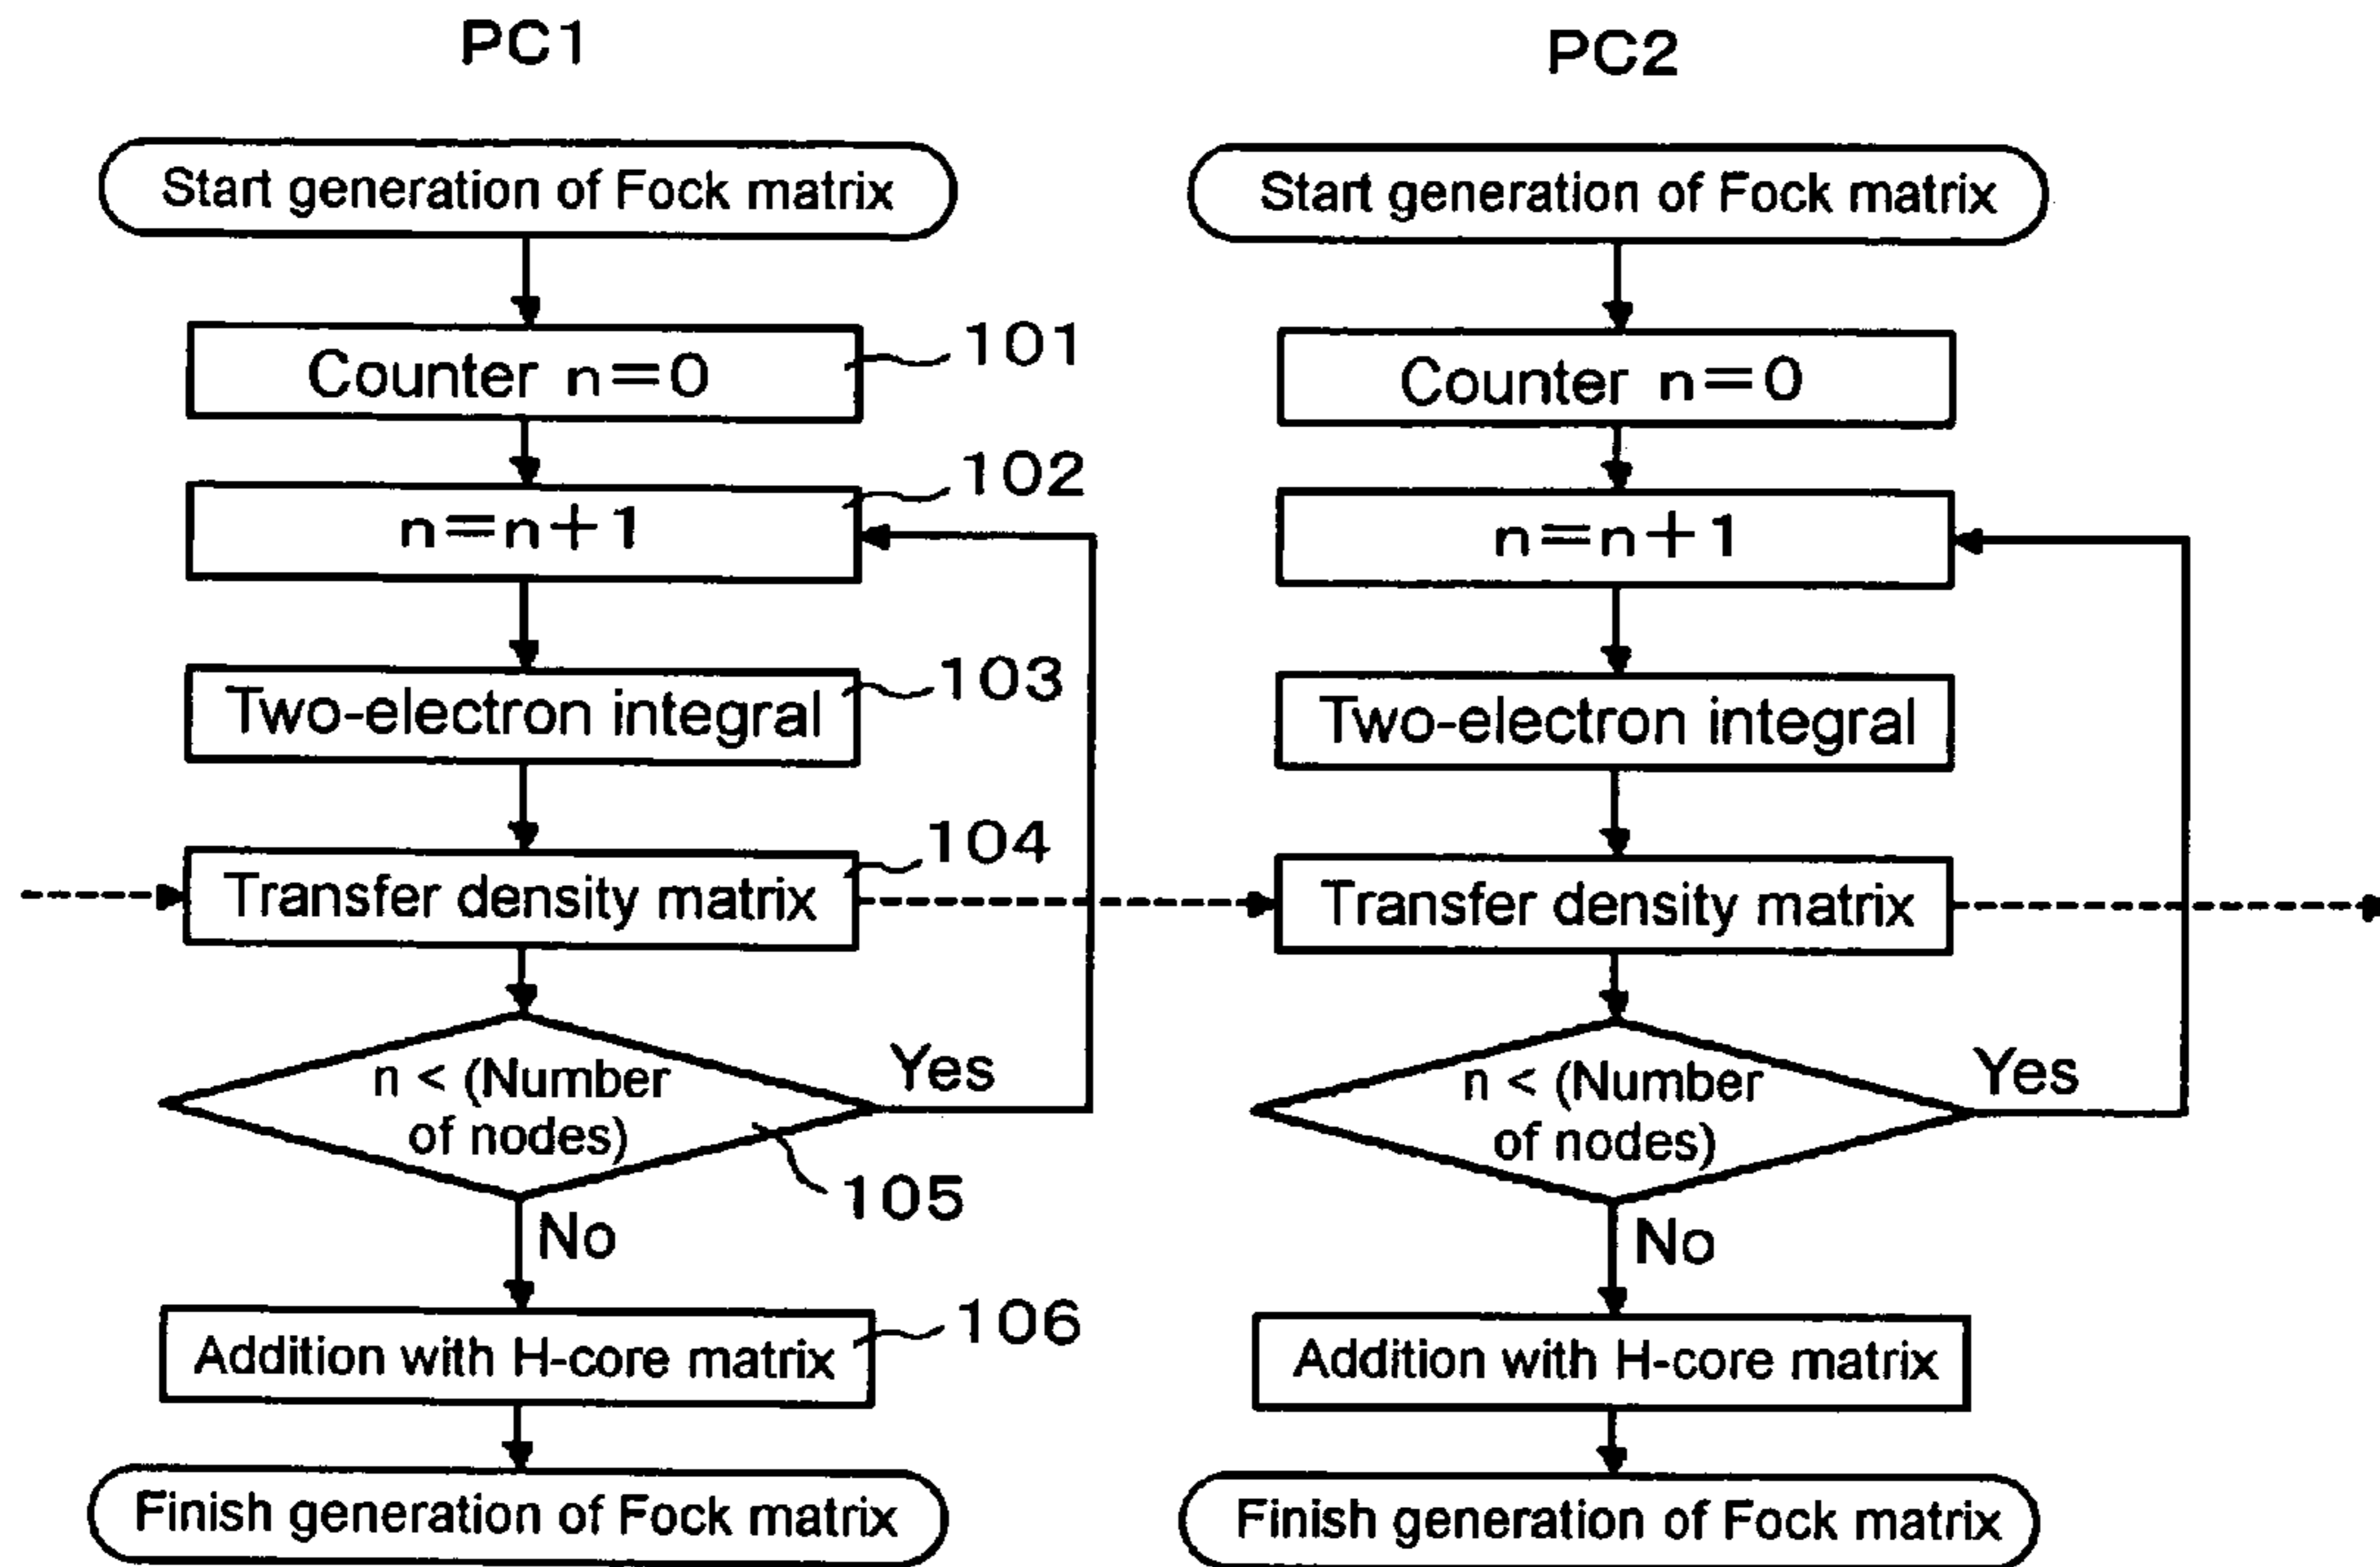 PC1
Start generation of Fock matrix
Counter n=0
101
n=n+1
102
Two-electron integral
103
Transfer density matrix
104
n < (Number
of nodes)
Yes
105
No
Addition with H-core matrix
106
Finish generation of Fock matrix
PC2
Start generation of Fock matrix
Counter n=0
n=n+1
Two-electron integral
Transfer density matrix
n < (Number
of nodes)
Yes
No
Addition with H-core matrix
Finish generation of Fock matrix